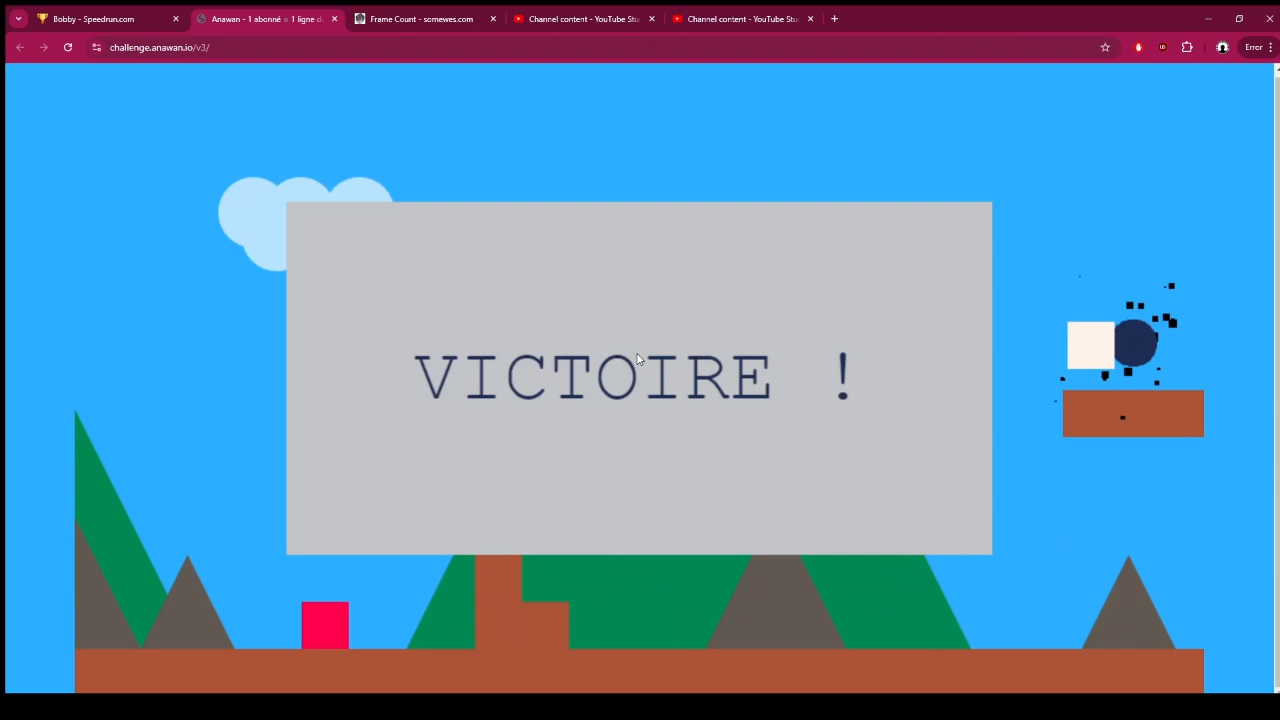 Bobby - Speedrun.com
Anawan - 1 abonné = 1 ligne d
Frame Count - somewes.com
Channel content - YouTube Stu
Channel content - YouTube Stu
challenge.anawan.io/v3/
Error
VICTOIRE !